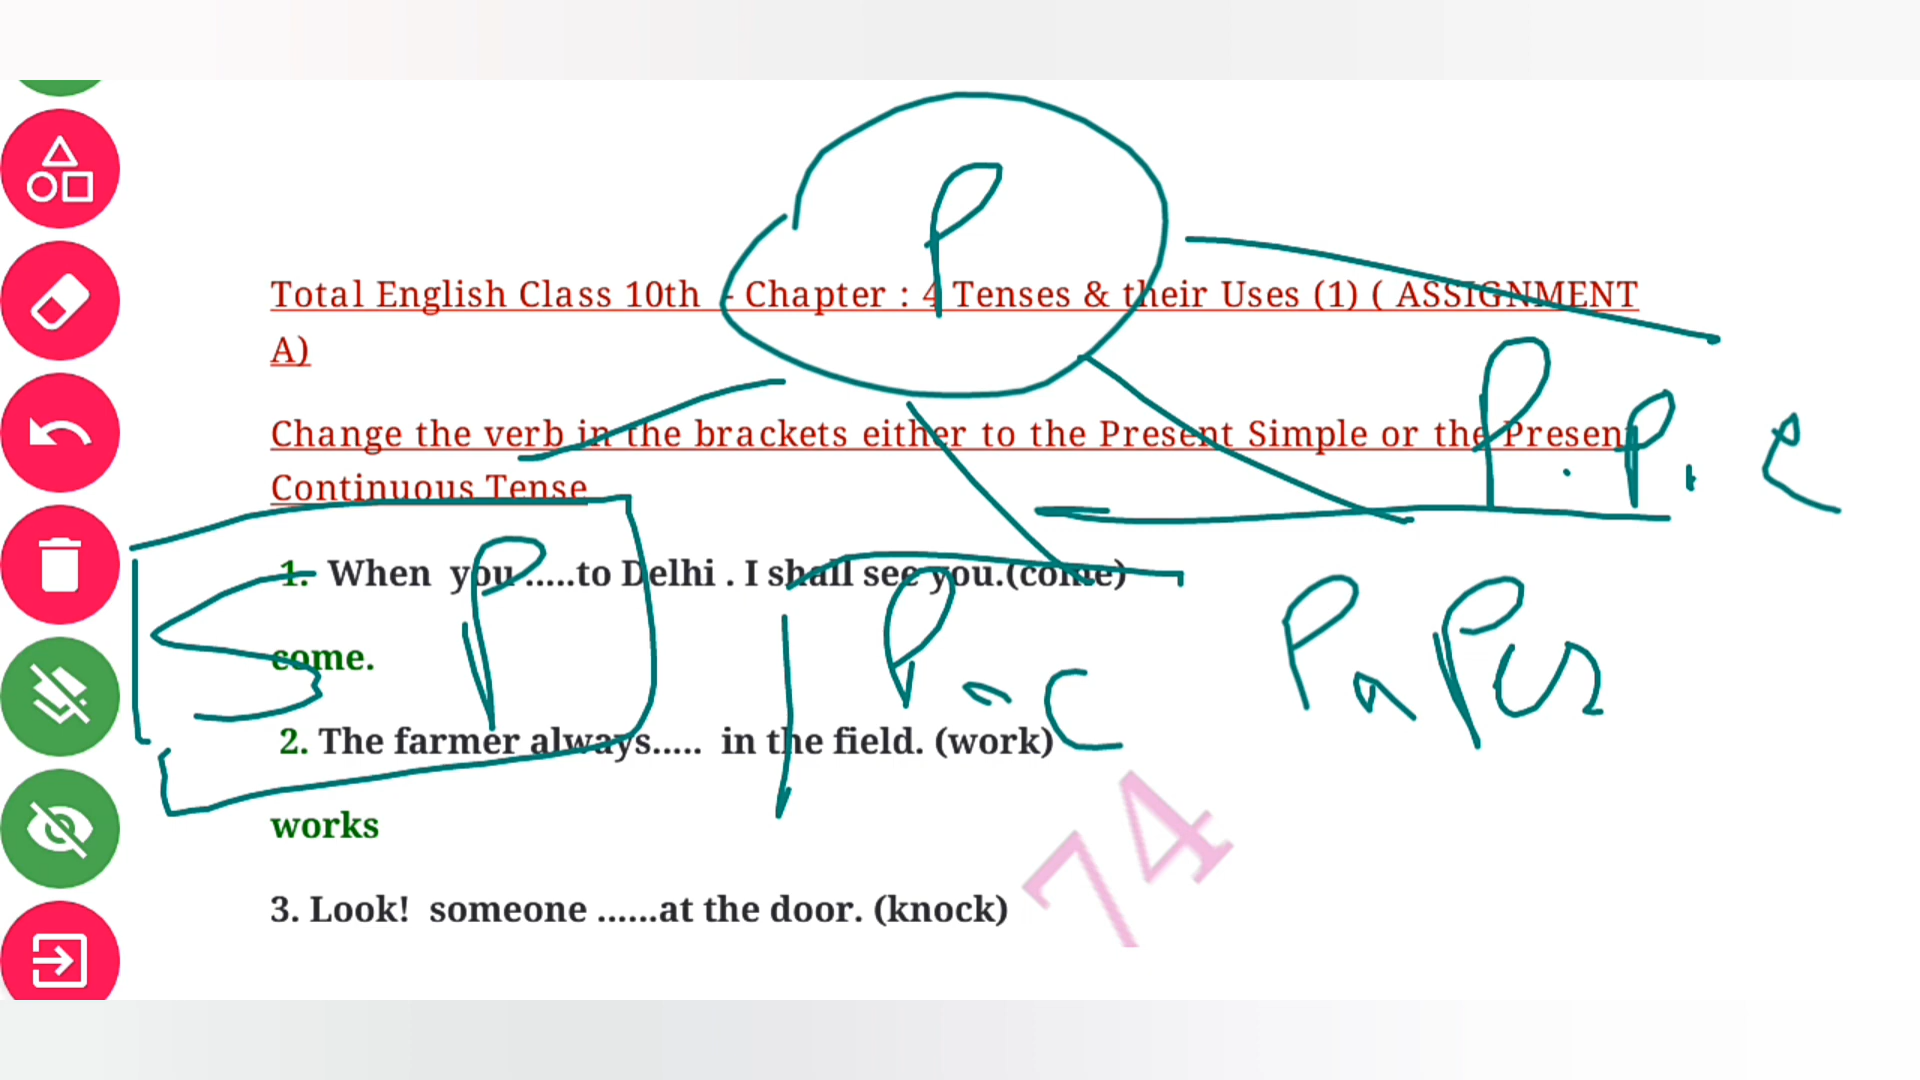 P
Total English Class 10th - Chapter : 4 Tenses & their Uses (1) ( ASSIGNMENT
A)
Change the verb in the brackets either to the Present Simple or the Present
Continuous Tense
P.P.C
1. When you .....to Delhi . I shall see you.(come)
S P
P C
come.
2. The farmer always..... in the field. (work)
works
3. Look! someone ......at the door. (knock)
74